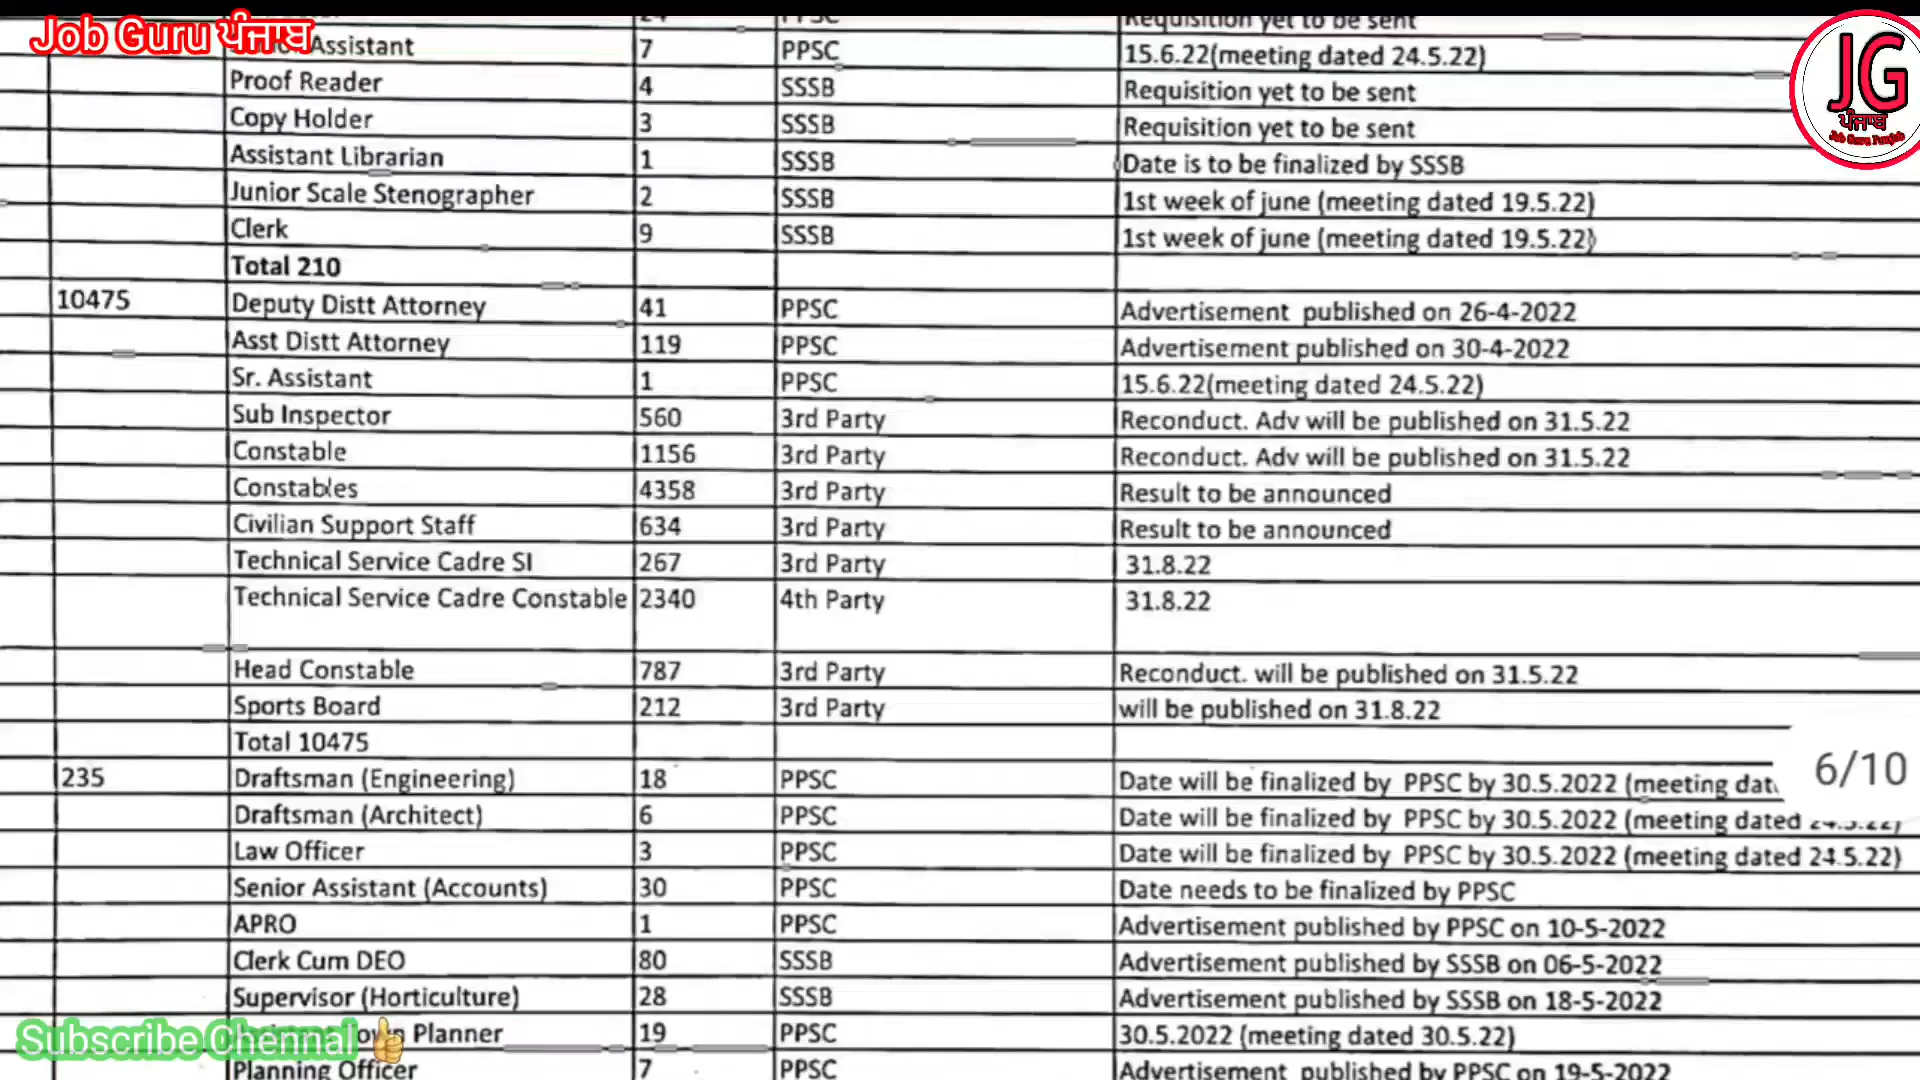 Job Guru ਪੰਜਾਬ
JG
ਪੰਜਾਬ
Job Guru Punjab
24 PPSC Requisition yet to be sent
Assistant 7 PPSC 15.6.22(meeting dated 24.5.22)
Proof Reader 4 SSSB Requisition yet to be sent
Copy Holder 3 SSSB Requisition yet to be sent
Assistant Librarian 1 SSSB Date is to be finalized by SSSB
Junior Scale Stenographer 2 SSSB 1st week of june (meeting dated 19.5.22)
Clerk 9 SSSB 1st week of june (meeting dated 19.5.22)
Total 210
10475 Deputy Distt Attorney 41 PPSC Advertisement published on 26-4-2022
Asst Distt Attorney 119 PPSC Advertisement published on 30-4-2022
Sr. Assistant 1 PPSC 15.6.22(meeting dated 24.5.22)
Sub Inspector 560 3rd Party Reconduct. Adv will be published on 31.5.22
Constable 1156 3rd Party Reconduct. Adv will be published on 31.5.22
Constables 4358 3rd Party Result to be announced
Civilian Support Staff 634 3rd Party Result to be announced
Technical Service Cadre SI 267 3rd Party 31.8.22
Technical Service Cadre Constable 2340 4th Party 31.8.22
Head Constable 787 3rd Party Reconduct. will be published on 31.5.22
Sports Board 212 3rd Party will be published on 31.8.22
Total 10475
235 Draftsman (Engineering) 18 PPSC Date will be finalized by PPSC by 30.5.2022 (meeting
6/10
Draftsman (Architect) 6 PPSC Date will be finalized by PPSC by 30.5.2022 (meeting dated
Law Officer 3 PPSC Date will be finalized by PPSC by 30.5.2022 (meeting dated 24.5.22)
Senior Assistant (Accounts) 30 PPSC Date needs to be finalized by PPSC
APRO 1 PPSC Advertisement published by PPSC on 10-5-2022
Clerk Cum DEO 80 SSSB Advertisement published by SSSB on 06-5-2022
Supervisor (Horticulture) 28 SSSB Advertisement published by SSSB on 18-5-2022
Planner 19 PPSC 30.5.2022 (meeting dated 30.5.22)
Planning Officer 7 PPSC Advertisement published by PPSC on 19-5-2022
Subscribe Chennal